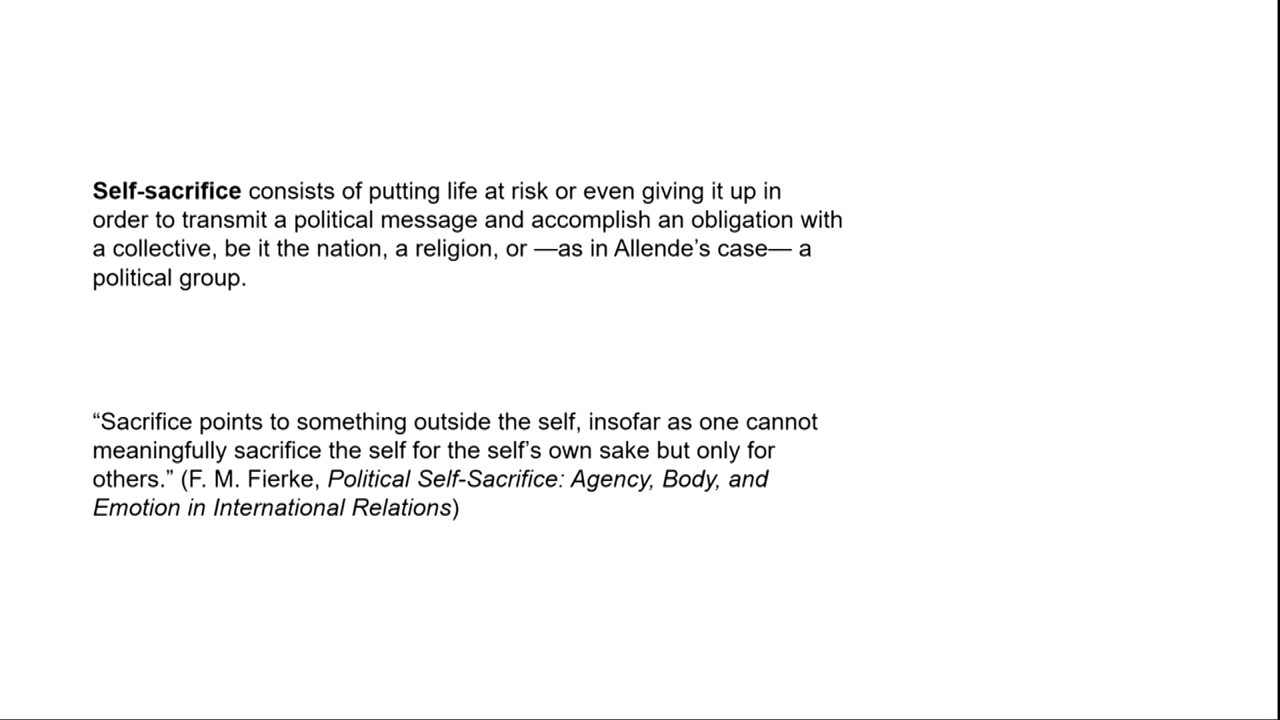 Self-sacrifice consists of putting life at risk or even giving it up in
order to transmit a political message and accomplish an obligation with
a collective, be it the nation, a religion, or —as in Allende’s case— a
political group.
“Sacrifice points to something outside the self, insofar as one cannot
meaningfully sacrifice the self for the self’s own sake but only for
others.” (F. M. Fierke, Political Self-Sacrifice: Agency, Body, and
Emotion in International Relations)